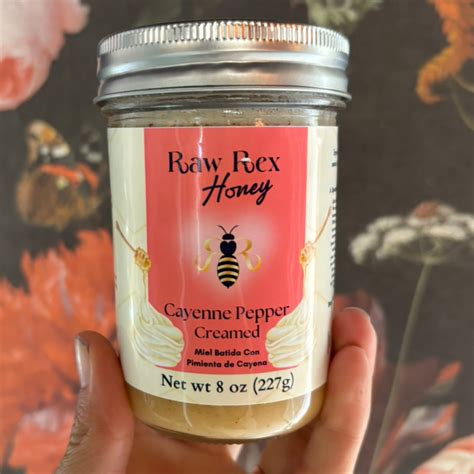 Raw Rex
Honey
Cayenne Pepper
Creamed
Miel Batida Con
Pimienta de Cayena
Net wt 8 oz (227g)